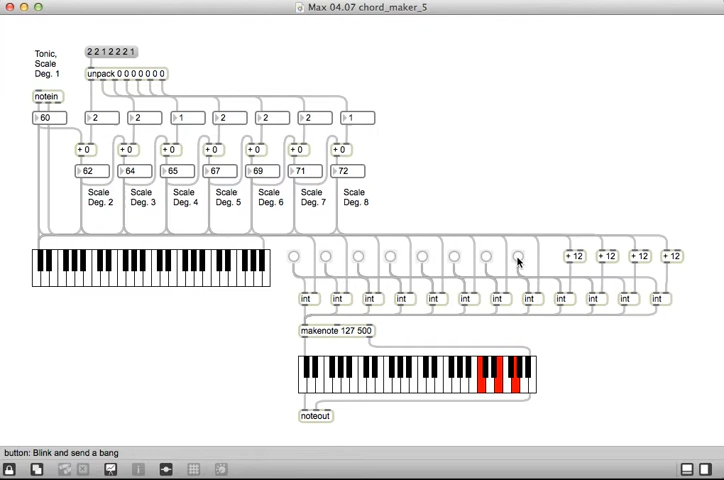 Max 04.07 chord_maker_5
2 2 1 2 2 2 1
Tonic,
Scale
Deg. 1
unpack 0 0 0 0 0 0 0
notein
60
2
2
1
2
2
2
1
+ 0
+ 0
+ 0
+ 0
+ 0
+ 0
+ 0
62
64
65
67
69
71
72
Scale
Deg. 2
Scale
Deg. 3
Scale
Deg. 4
Scale
Deg. 5
Scale
Deg. 6
Scale
Deg. 7
Scale
Deg. 8
+ 12
+ 12
+ 12
+ 12
int
int
int
int
int
int
int
int
int
int
int
int
makenote 127 500
noteout
button: Blink and send a bang